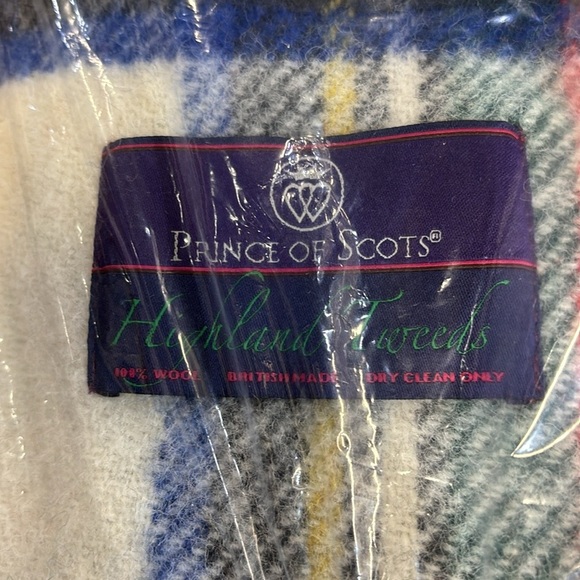 PRINCE OF SCOTS®
Highland Tweeds
100% WOOL BRITISH MADE DRY CLEAN ONLY